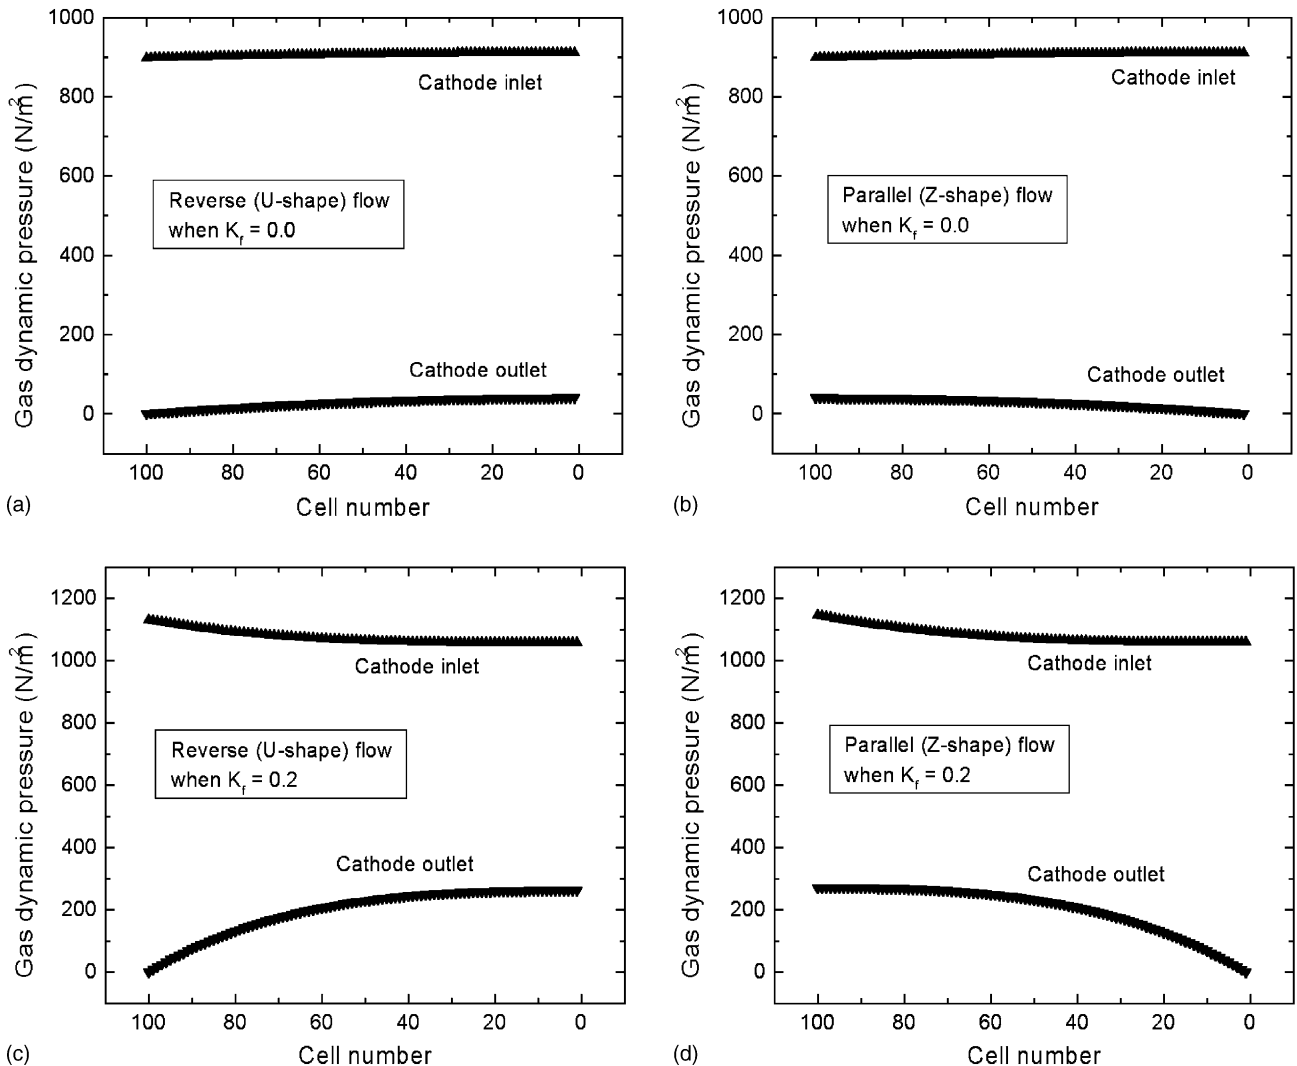 1000
800
600
400
200
0
Gas dynamic pressure (N/m²)
Cathode inlet
Reverse (U-shape) flow
when K_f = 0.0
Cathode outlet
100 80 60 40 20 0
(a)
Cell number
1000
800
600
400
200
0
Gas dynamic pressure (N/m²)
Cathode inlet
Parallel (Z-shape) flow
when K_f = 0.0
Cathode outlet
100 80 60 40 20 0
(b)
Cell number
1200
1000
800
600
400
200
0
Gas dynamic pressure (N/m²)
Cathode inlet
Reverse (U-shape) flow
when K_f = 0.2
Cathode outlet
100 80 60 40 20 0
(c)
Cell number
1200
1000
800
600
400
200
0
Gas dynamic pressure (N/m²)
Cathode inlet
Parallel (Z-shape) flow
when K_f = 0.2
Cathode outlet
100 80 60 40 20 0
(d)
Cell number